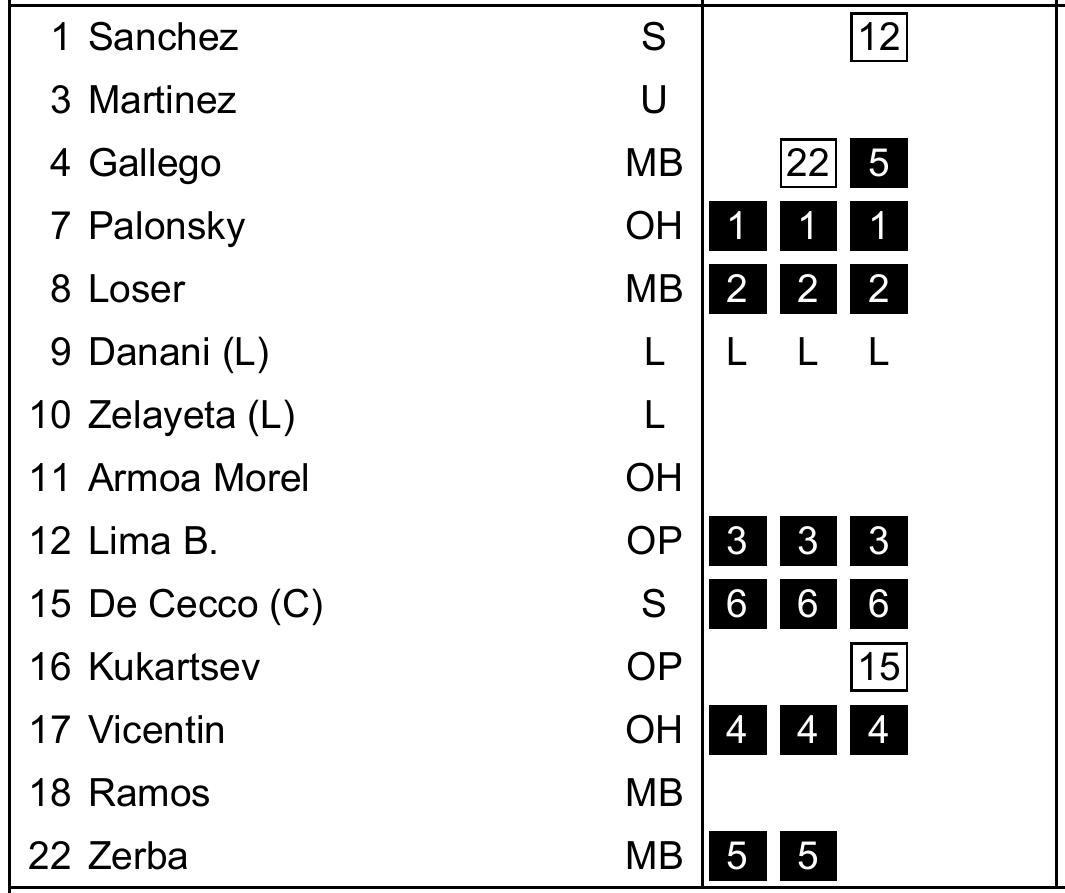 1 Sanchez S 12
3 Martinez U
4 Gallego MB 22 5
7 Palonsky OH 1 1 1
8 Loser MB 2 2 2
9 Danani (L) L L L L
10 Zelayeta (L) L
11 Armoa Morel OH
12 Lima B. OP 3 3 3
15 De Cecco (C) S 6 6 6
16 Kukartsev OP 15
17 Vicentin OH 4 4 4
18 Ramos MB
22 Zerba MB 5 5